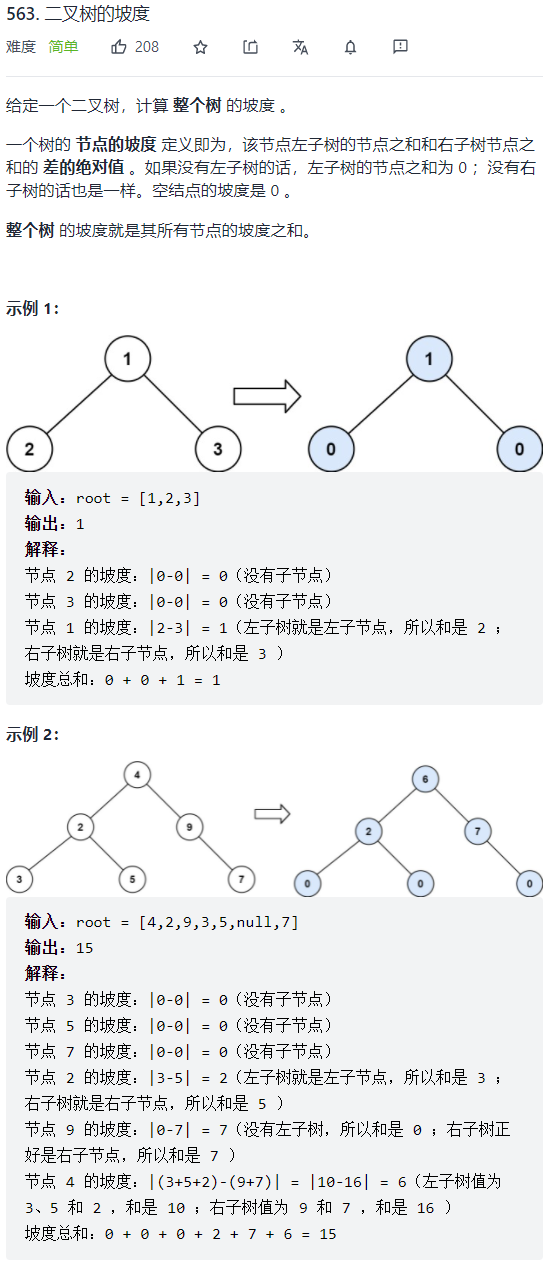 563. 二叉树的坡度
难度 简单 208
给定一个二叉树，计算 整个树 的坡度 。
一个树的 节点的坡度 定义即为，该节点左子树的节点之和和右子树节点之
和的 差的绝对值 。如果没有左子树的话，左子树的节点之和为 0 ；没有右
子树的话也是一样。空结点的坡度是 0 。
整个树 的坡度就是其所有节点的坡度之和。
示例 1：
1
1
2
3
0
0
输入：root = [1,2,3]
输出：1
解释：
节点 2 的坡度：|0-0| = 0（没有子节点）
节点 3 的坡度：|0-0| = 0（没有子节点）
节点 1 的坡度：|2-3| = 1（左子树就是左子节点，所以和是 2 ；
右子树就是右子节点，所以和是 3 ）
坡度总和：0 + 0 + 1 = 1
示例 2：
4
6
2
9
2
7
3
5
7
0
0
0
输入：root = [4,2,9,3,5,null,7]
输出：15
解释：
节点 3 的坡度：|0-0| = 0（没有子节点）
节点 5 的坡度：|0-0| = 0（没有子节点）
节点 7 的坡度：|0-0| = 0（没有子节点）
节点 2 的坡度：|3-5| = 2（左子树就是左子节点，所以和是 3 ；
右子树就是右子节点，所以和是 5 ）
节点 9 的坡度：|0-7| = 7（没有左子树，所以和是 0 ；右子树正
好是右子节点，所以和是 7 ）
节点 4 的坡度：|(3+5+2)-(9+7)| = |10-16| = 6（左子树值为
3、5 和 2 ，和是 10 ；右子树值为 9 和 7 ，和是 16 ）
坡度总和：0 + 0 + 0 + 2 + 7 + 6 = 15